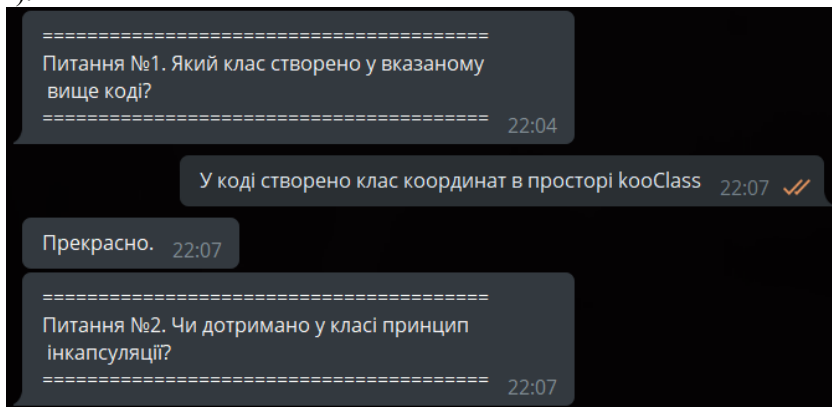 ========================================
Питання №1. Який клас створено у вказаному
вище коді?
========================================
22:04
У коді створено клас координат в просторі kooClass 22:07
Прекрасно. 22:07
========================================
Питання №2. Чи дотримано у класі принцип
інкапсуляції?
========================================
22:07